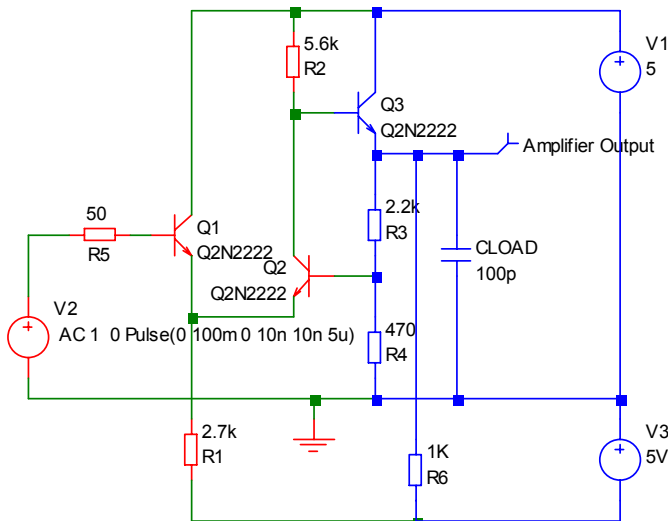 5.6k
R2
V1
5
Q3
Q2N2222
Amplifier Output
50
R5
Q1
Q2N2222
2.2k
R3
Q2
Q2N2222
CLOAD
100p
V2
AC 1 0 Pulse(0 100m 0 10n 10n 5u)
470
R4
2.7k
R1
1K
R6
V3
5V